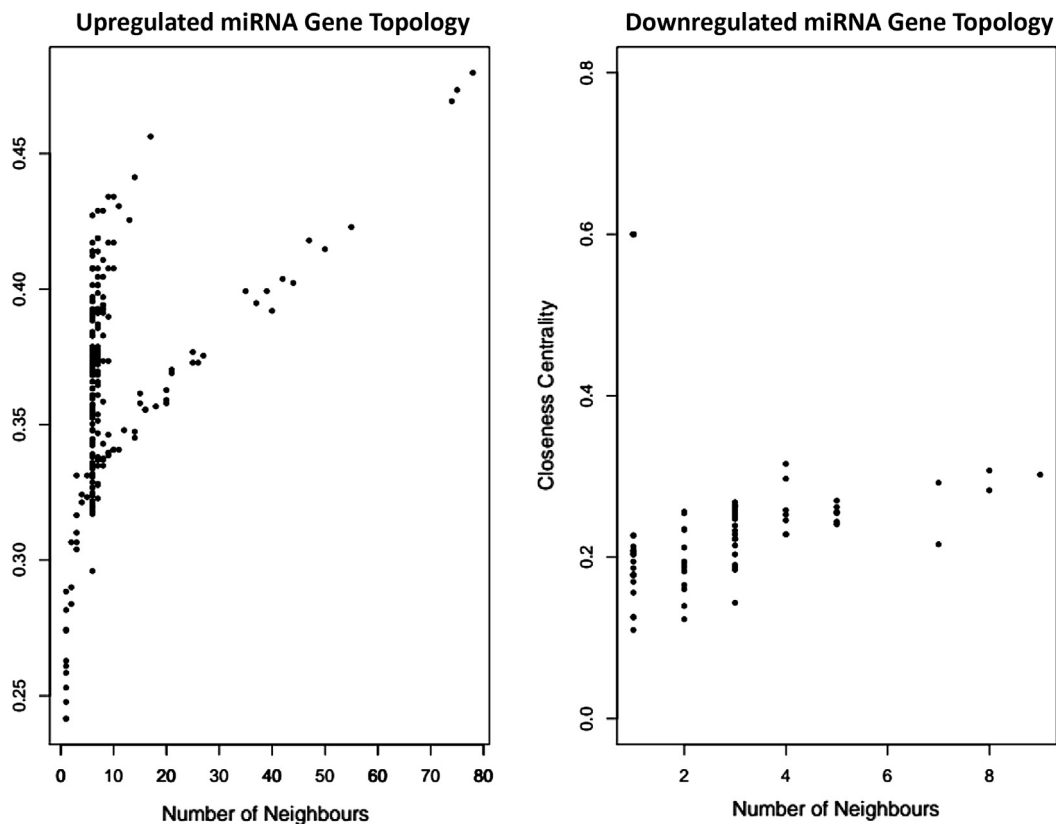 Upregulated miRNA Gene Topology
0.45
0.40
0.35
0.30
0.25
0 10 20 30 40 50 60 70 80
Number of Neighbours
Downregulated miRNA Gene Topology
Closeness Centrality
0.8
0.6
0.4
0.2
0.0
2 4 6 8
Number of Neighbours